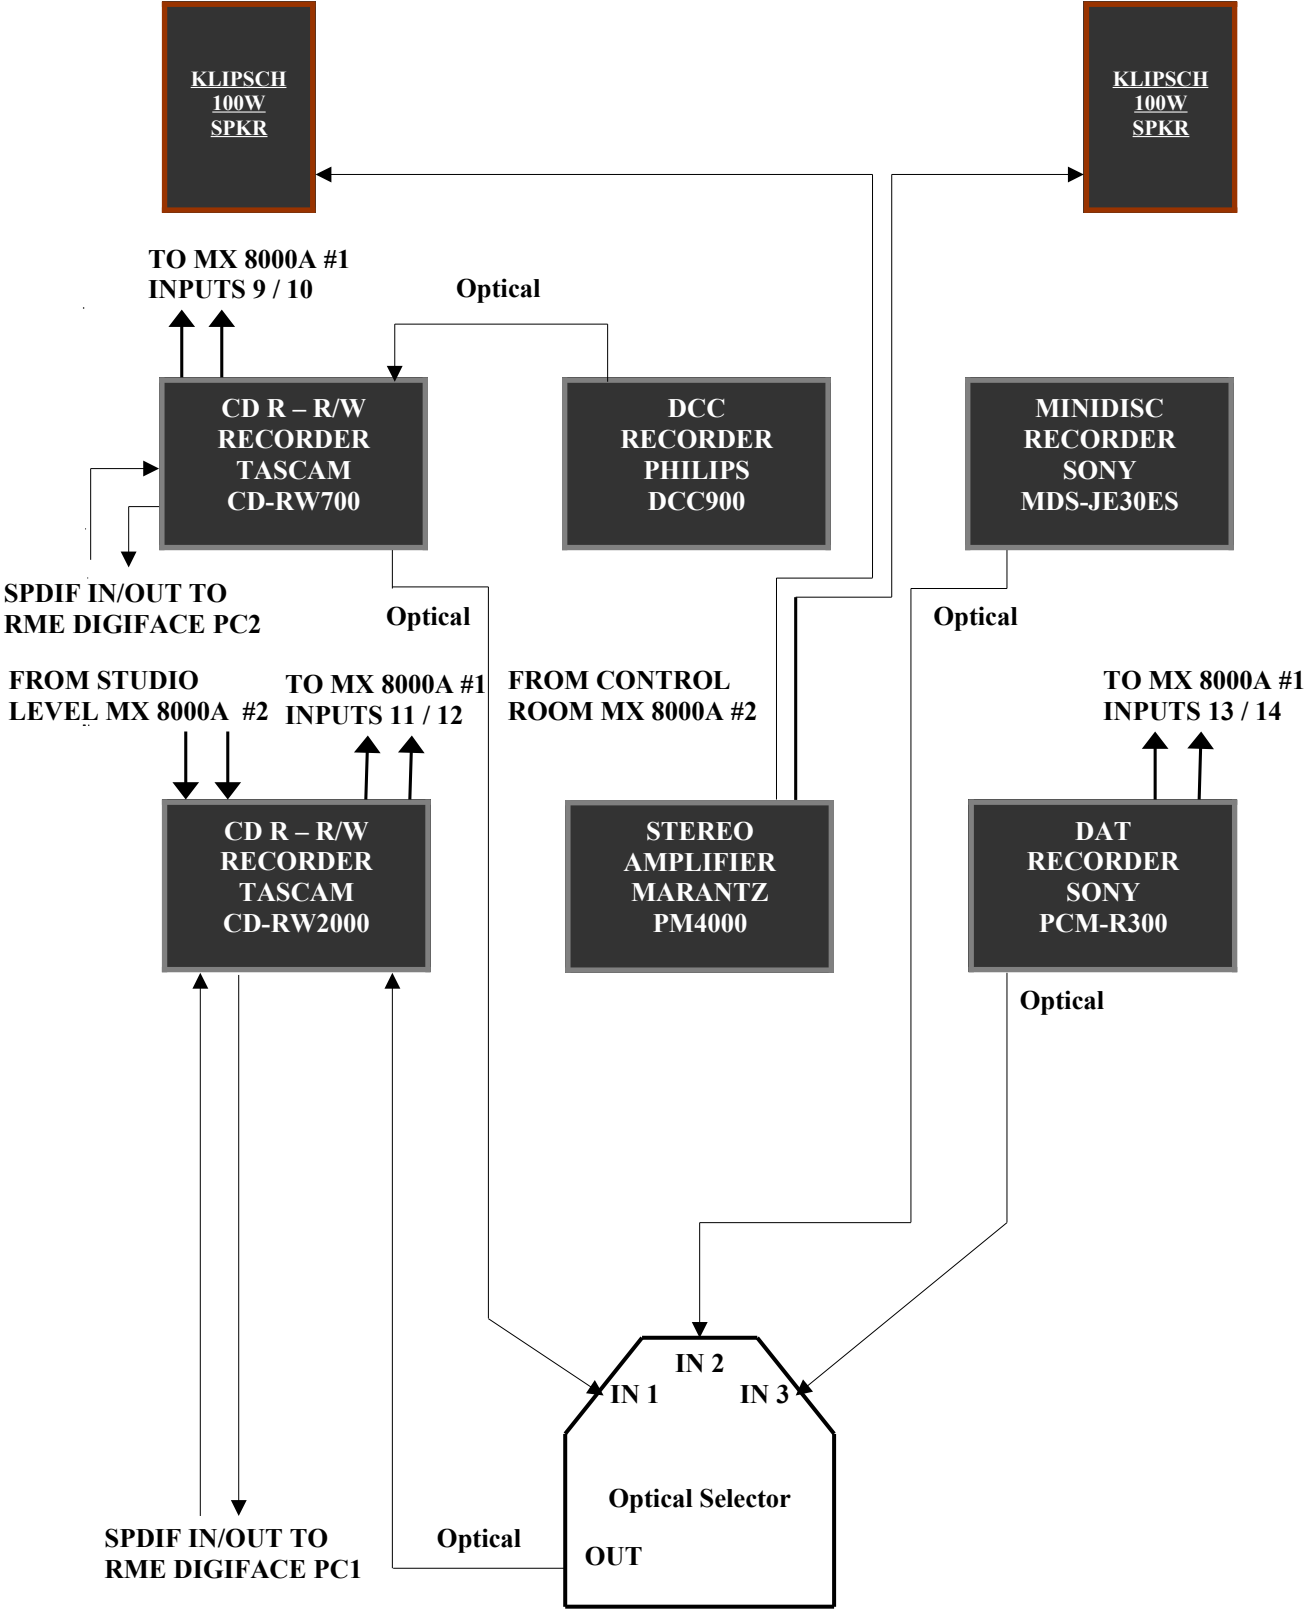 KLIPSCH
100W
SPKR
KLIPSCH
100W
SPKR
TO MX 8000A #1
INPUTS 9 / 10
Optical
CD R – R/W
RECORDER
TASCAM
CD-RW700
DCC
RECORDER
PHILIPS
DCC900
MINIDISC
RECORDER
SONY
MDS-JE30ES
SPDIF IN/OUT TO
RME DIGIFACE PC2
Optical
Optical
FROM STUDIO
LEVEL MX 8000A #2
TO MX 8000A #1
INPUTS 11 / 12
FROM CONTROL
ROOM MX 8000A #2
TO MX 8000A #1
INPUTS 13 / 14
CD R – R/W
RECORDER
TASCAM
CD-RW2000
STEREO
AMPLIFIER
MARANTZ
PM4000
DAT
RECORDER
SONY
PCM-R300
Optical
IN 2
IN 1
IN 3
Optical Selector
SPDIF IN/OUT TO
RME DIGIFACE PC1
Optical
OUT